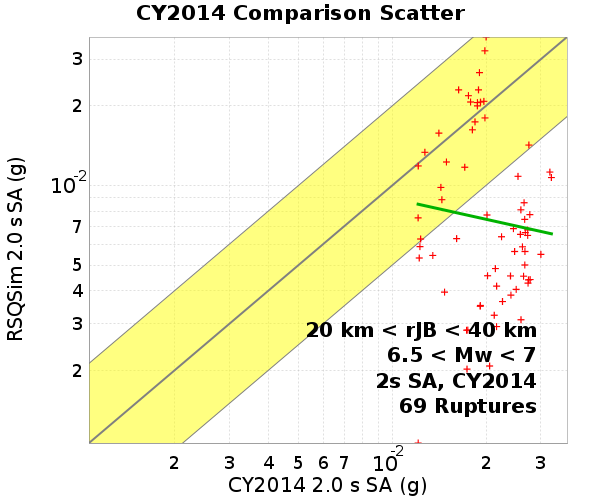 CY2014 Comparison Scatter
RSQSim 2.0 s SA (g)
3
2
10-2
7
5
4
3
2
20 km < rJB < 40 km
6.5 < Mw < 7
2s SA, CY2014
69 Ruptures
2 3 4 5 6 7 10-2 2 3
CY2014 2.0 s SA (g)